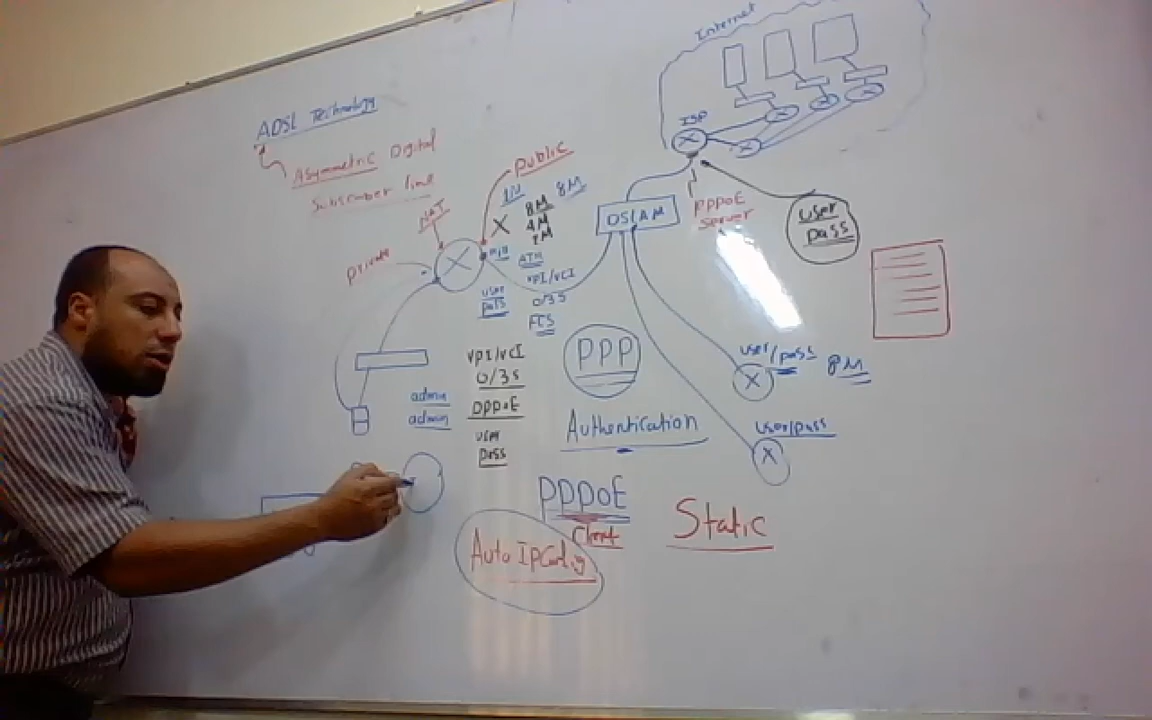 Internet
ADSL Technology
Asymmetric Digital
Subscriber line
ISP
public
8M
8M
4M
1M
NAT
DSLAM
PPPoE
Server
user
pass
private
ATM
VPI/VCI
0/35
user
pass
FCS
VPI/VCI
0/35
PPPoE
user
pass
admin
admin
PPP
user/pass
8M
Authentication
user/pass
PPPoE
Client
Static
Auto IpConfig